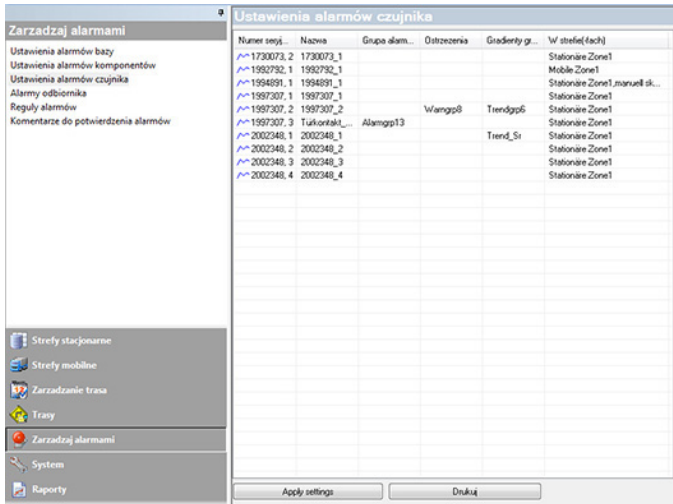 Zarzadzaj alarmami
Ustawienia alarmów bazy
Ustawienia alarmów komponentów
Ustawienia alarmów czujnika
Alarmy odbiornika
Reguły alarmów
Komentarze do potwierdzenia alarmów
Strefy stacjonarne
Strefy mobilne
Zarzadzanie trasa
Trasy
Zarzadzaj alarmami
System
Raporty
Ustawienia alarmów czujnika
Numer seryj... Nazwa Grupa alarm... Ostrzezenia Gradienty gr... W strefie(-fach)
1730073, 2 1730073_1 Stationäre Zone1
1992792, 1 1992792_1 Mobile Zone1
1994891, 1 1994891_1 Stationäre Zone1,manuell sk...
1997307, 1 1997307_1 Stationäre Zone1
1997307, 2 1997307_2 Warngrp8 Trendgrp6 Stationäre Zone1
1997307, 3 Türkontakt_... Alarmgrp13 Stationäre Zone1
2002348, 1 2002348_1 Trend_Sr Stationäre Zone1
2002348, 2 2002348_2 Stationäre Zone1
2002348, 3 2002348_3 Stationäre Zone1
2002348, 4 2002348_4 Stationäre Zone1
Apply settings Drukuj